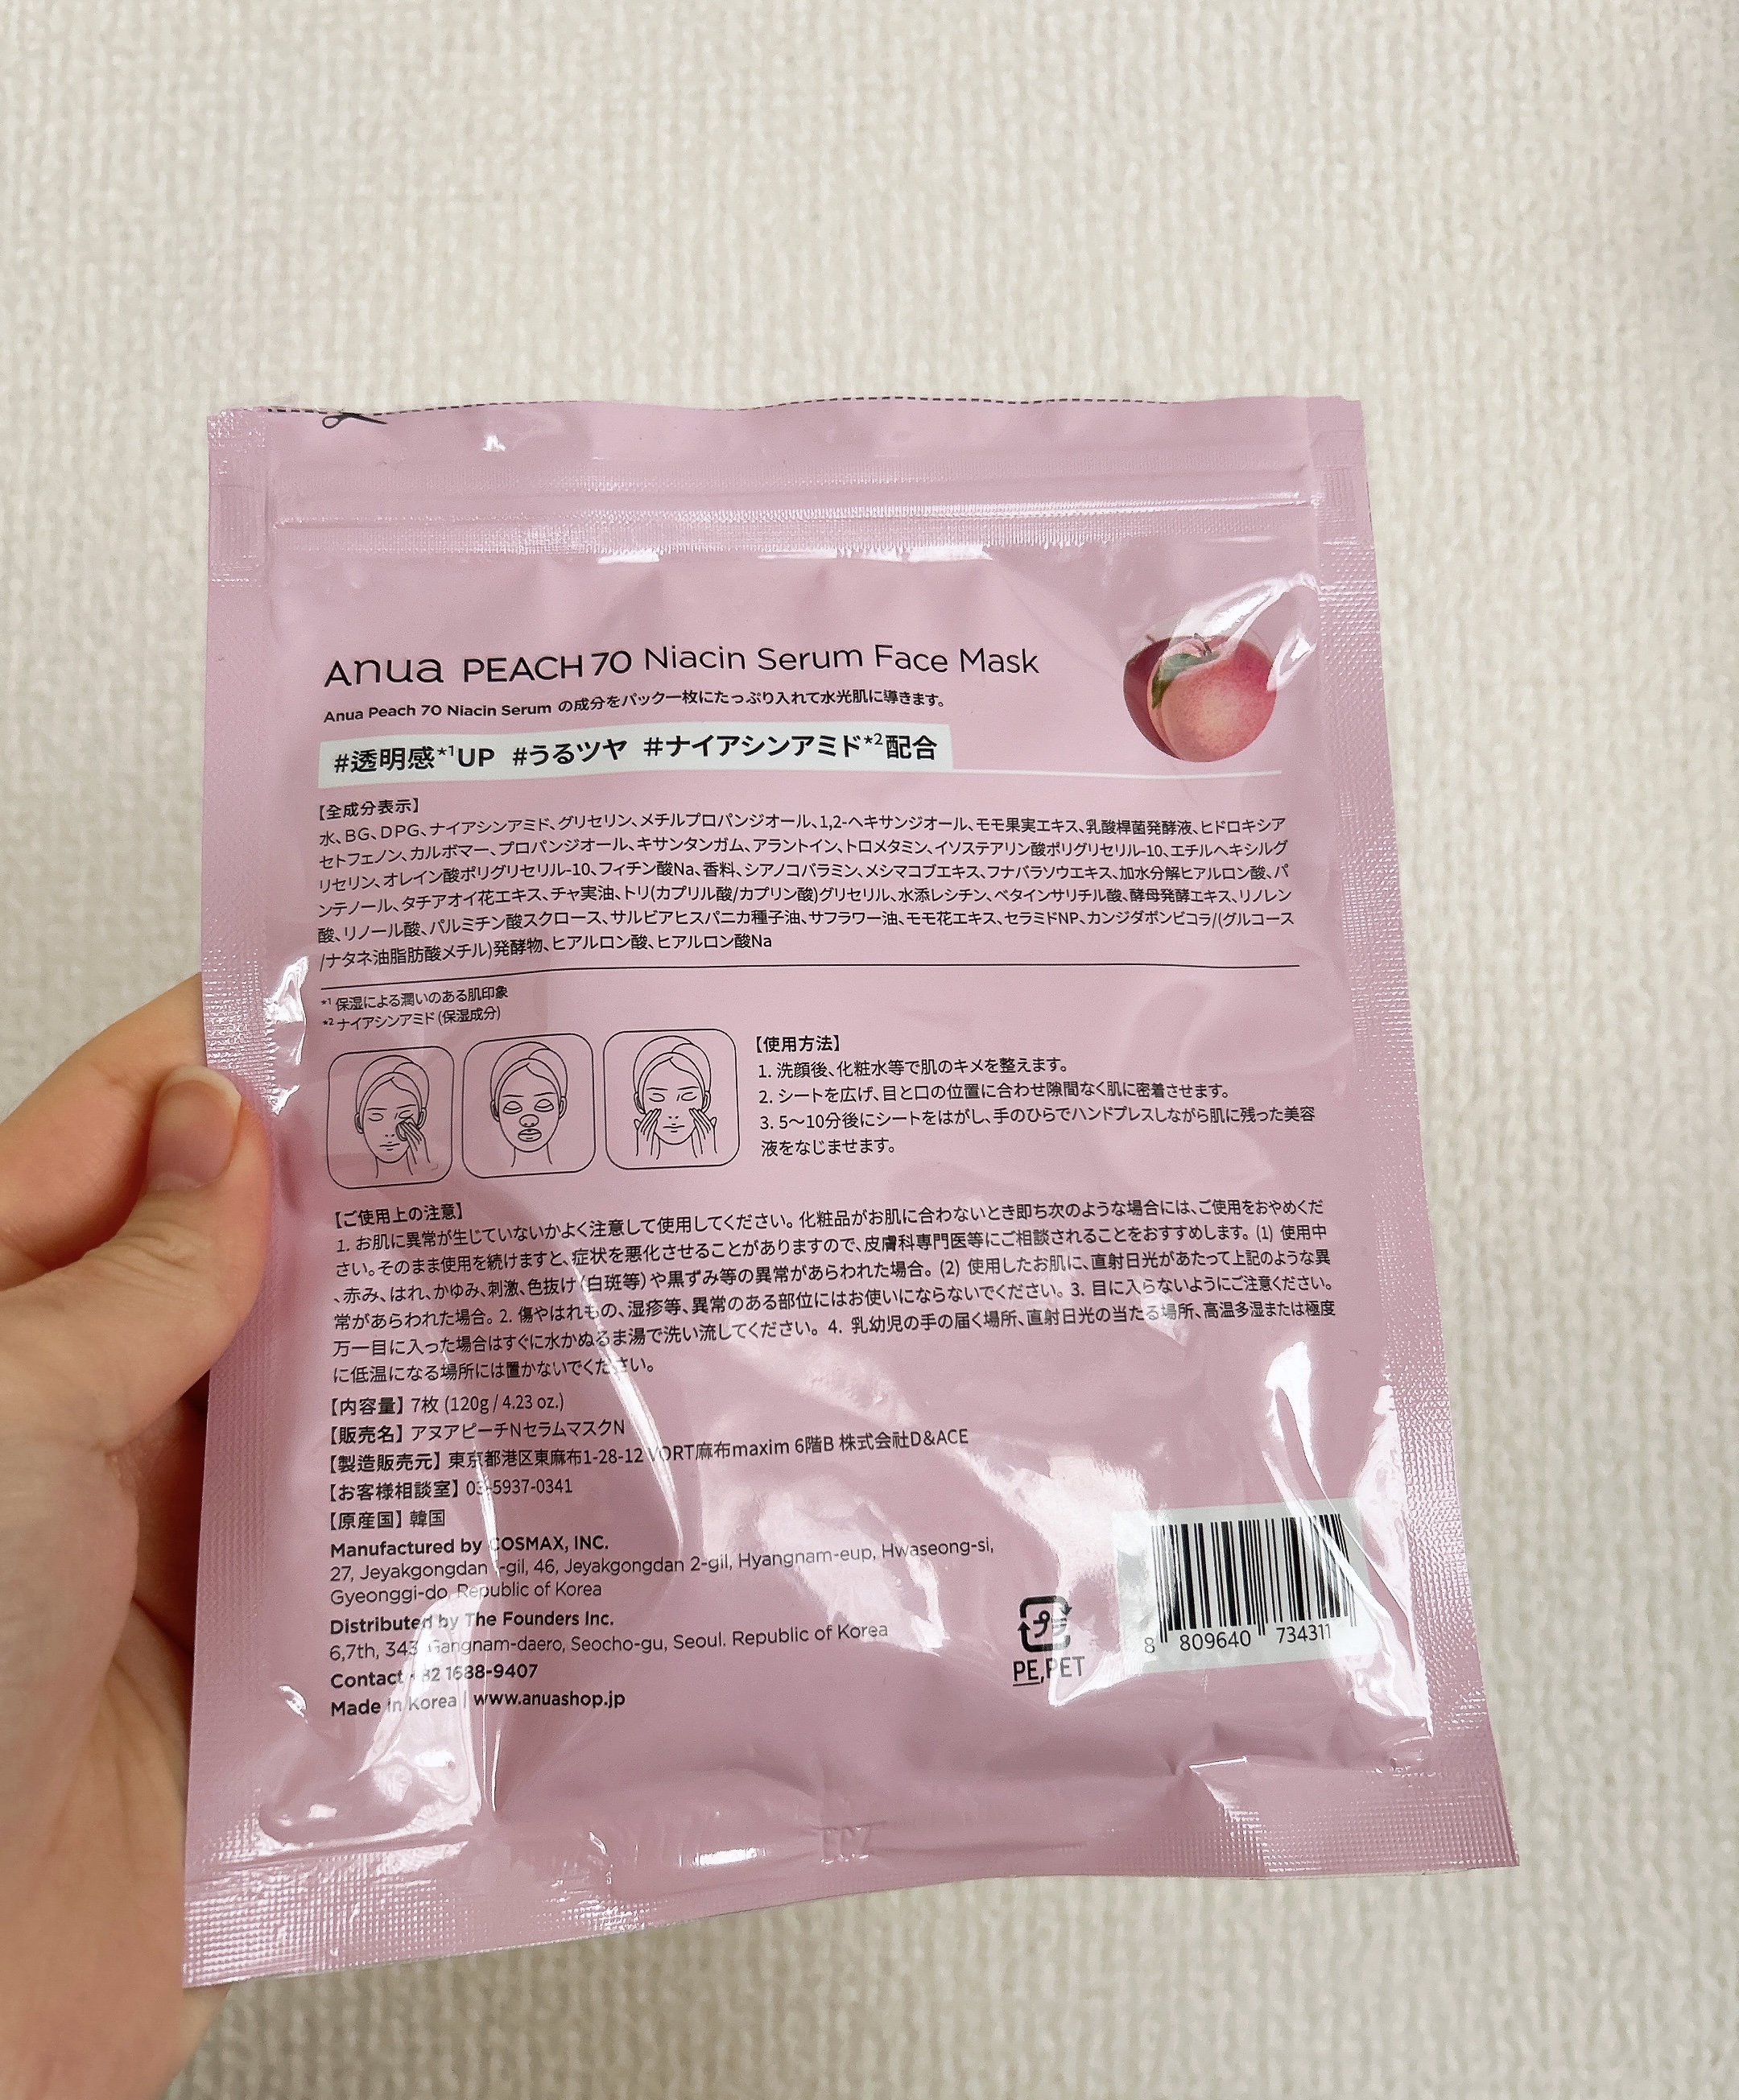 Anua PEACH 70 Niacin Serum Face Mask
Anua Peach 70 Niacin Serum の成分をパック一枚にたっぷり入れて水光肌に導きます。
#透明感*1UP #うるツヤ #ナイアシンアミド*2配合
【全成分表示】
水、BG、DPG、ナイアシンアミド、グリセリン、メチルプロパンジオール、1,2-ヘキサンジオール、モモ果実エキス、乳酸桿菌発酵液、ヒドロキシア
セトフェノン、カルボマー、プロパンジオール、キサンタンガム、アラントイン、トロメタミン、イソステアリン酸ポリグリセリル-10、エチルヘキシルグ
リセリン、オレイン酸ポリグリセリル-10、フィチン酸Na、香料、シアノコバラミン、メシマコブエキス、フナバラソウエキス、加水分解ヒアルロン酸、パ
ンテノール、タチアオイ花エキス、チャ実油、トリ(カプリル酸/カプリン酸)グリセリル、水添レシチン、ベタインサリチル酸、酵母発酵エキス、リノレン
酸、リノール酸、パルミチン酸スクロース、サルビアヒスパニカ種子油、サフラワー油、モモ花エキス、セラミドNP、カンジダボンビコラ/(グルコース
/ナタネ油脂肪酸メチル)発酵物、ヒアルロン酸、ヒアルロン酸Na
*1 保湿による潤いのある肌印象
*2 ナイアシンアミド(保湿成分)
【使用方法】
1. 洗顔後、化粧水等で肌のキメを整えます。
2. シートを広げ、目と口の位置に合わせ隙間なく肌に密着させます。
3. 5〜10分後にシートをはがし、手のひらでハンドプレスしながら肌に残った美容
液をなじませます。
【ご使用上の注意】
1. お肌に異常が生じていないかよく注意して使用してください。化粧品がお肌に合わないとき即ち次のような場合には、ご使用をおやめくだ
さい。そのまま使用を続けますと、症状を悪化させることがありますので、皮膚科専門医等にご相談されることをおすすめします。(1) 使用中
、赤み、はれ、かゆみ、刺激、色抜け(白斑等)や黒ずみ等の異常があらわれた場合。(2) 使用したお肌に、直射日光があたって上記のような異
常があらわれた場合。2. 傷やはれもの、湿疹等、異常のある部位にはお使いにならないでください。3. 目に入らないようにご注意ください。
万一目に入った場合はすぐに水かぬるま湯で洗い流してください。4. 乳幼児の手の届く場所、直射日光の当たる場所、高温多湿または極度
に低温になる場所には置かないでください。
【内容量】7枚 (120g / 4.23 oz.)
【販売名】アヌアピーチNセラムマスクN
【製造販売元】東京都港区東麻布1-28-12 VORT麻布maxim 6階B 株式会社D&ACE
【お客様相談室】03-5937-0341
【原産国】韓国
Manufactured by COSMAX, INC.
27, Jeyakgongdan 1-gil, 46, Jeyakgongdan 2-gil, Hyangnam-eup, Hwaseong-si,
Gyeonggi-do, Republic of Korea
Distributed by The Founders Inc.
6,7th, 343, Gangnam-daero, Seocho-gu, Seoul. Republic of Korea
Contact +82 1688-9407
Made in Korea | www.anuashop.jp
プラ
PE,PET
8 809640 734311